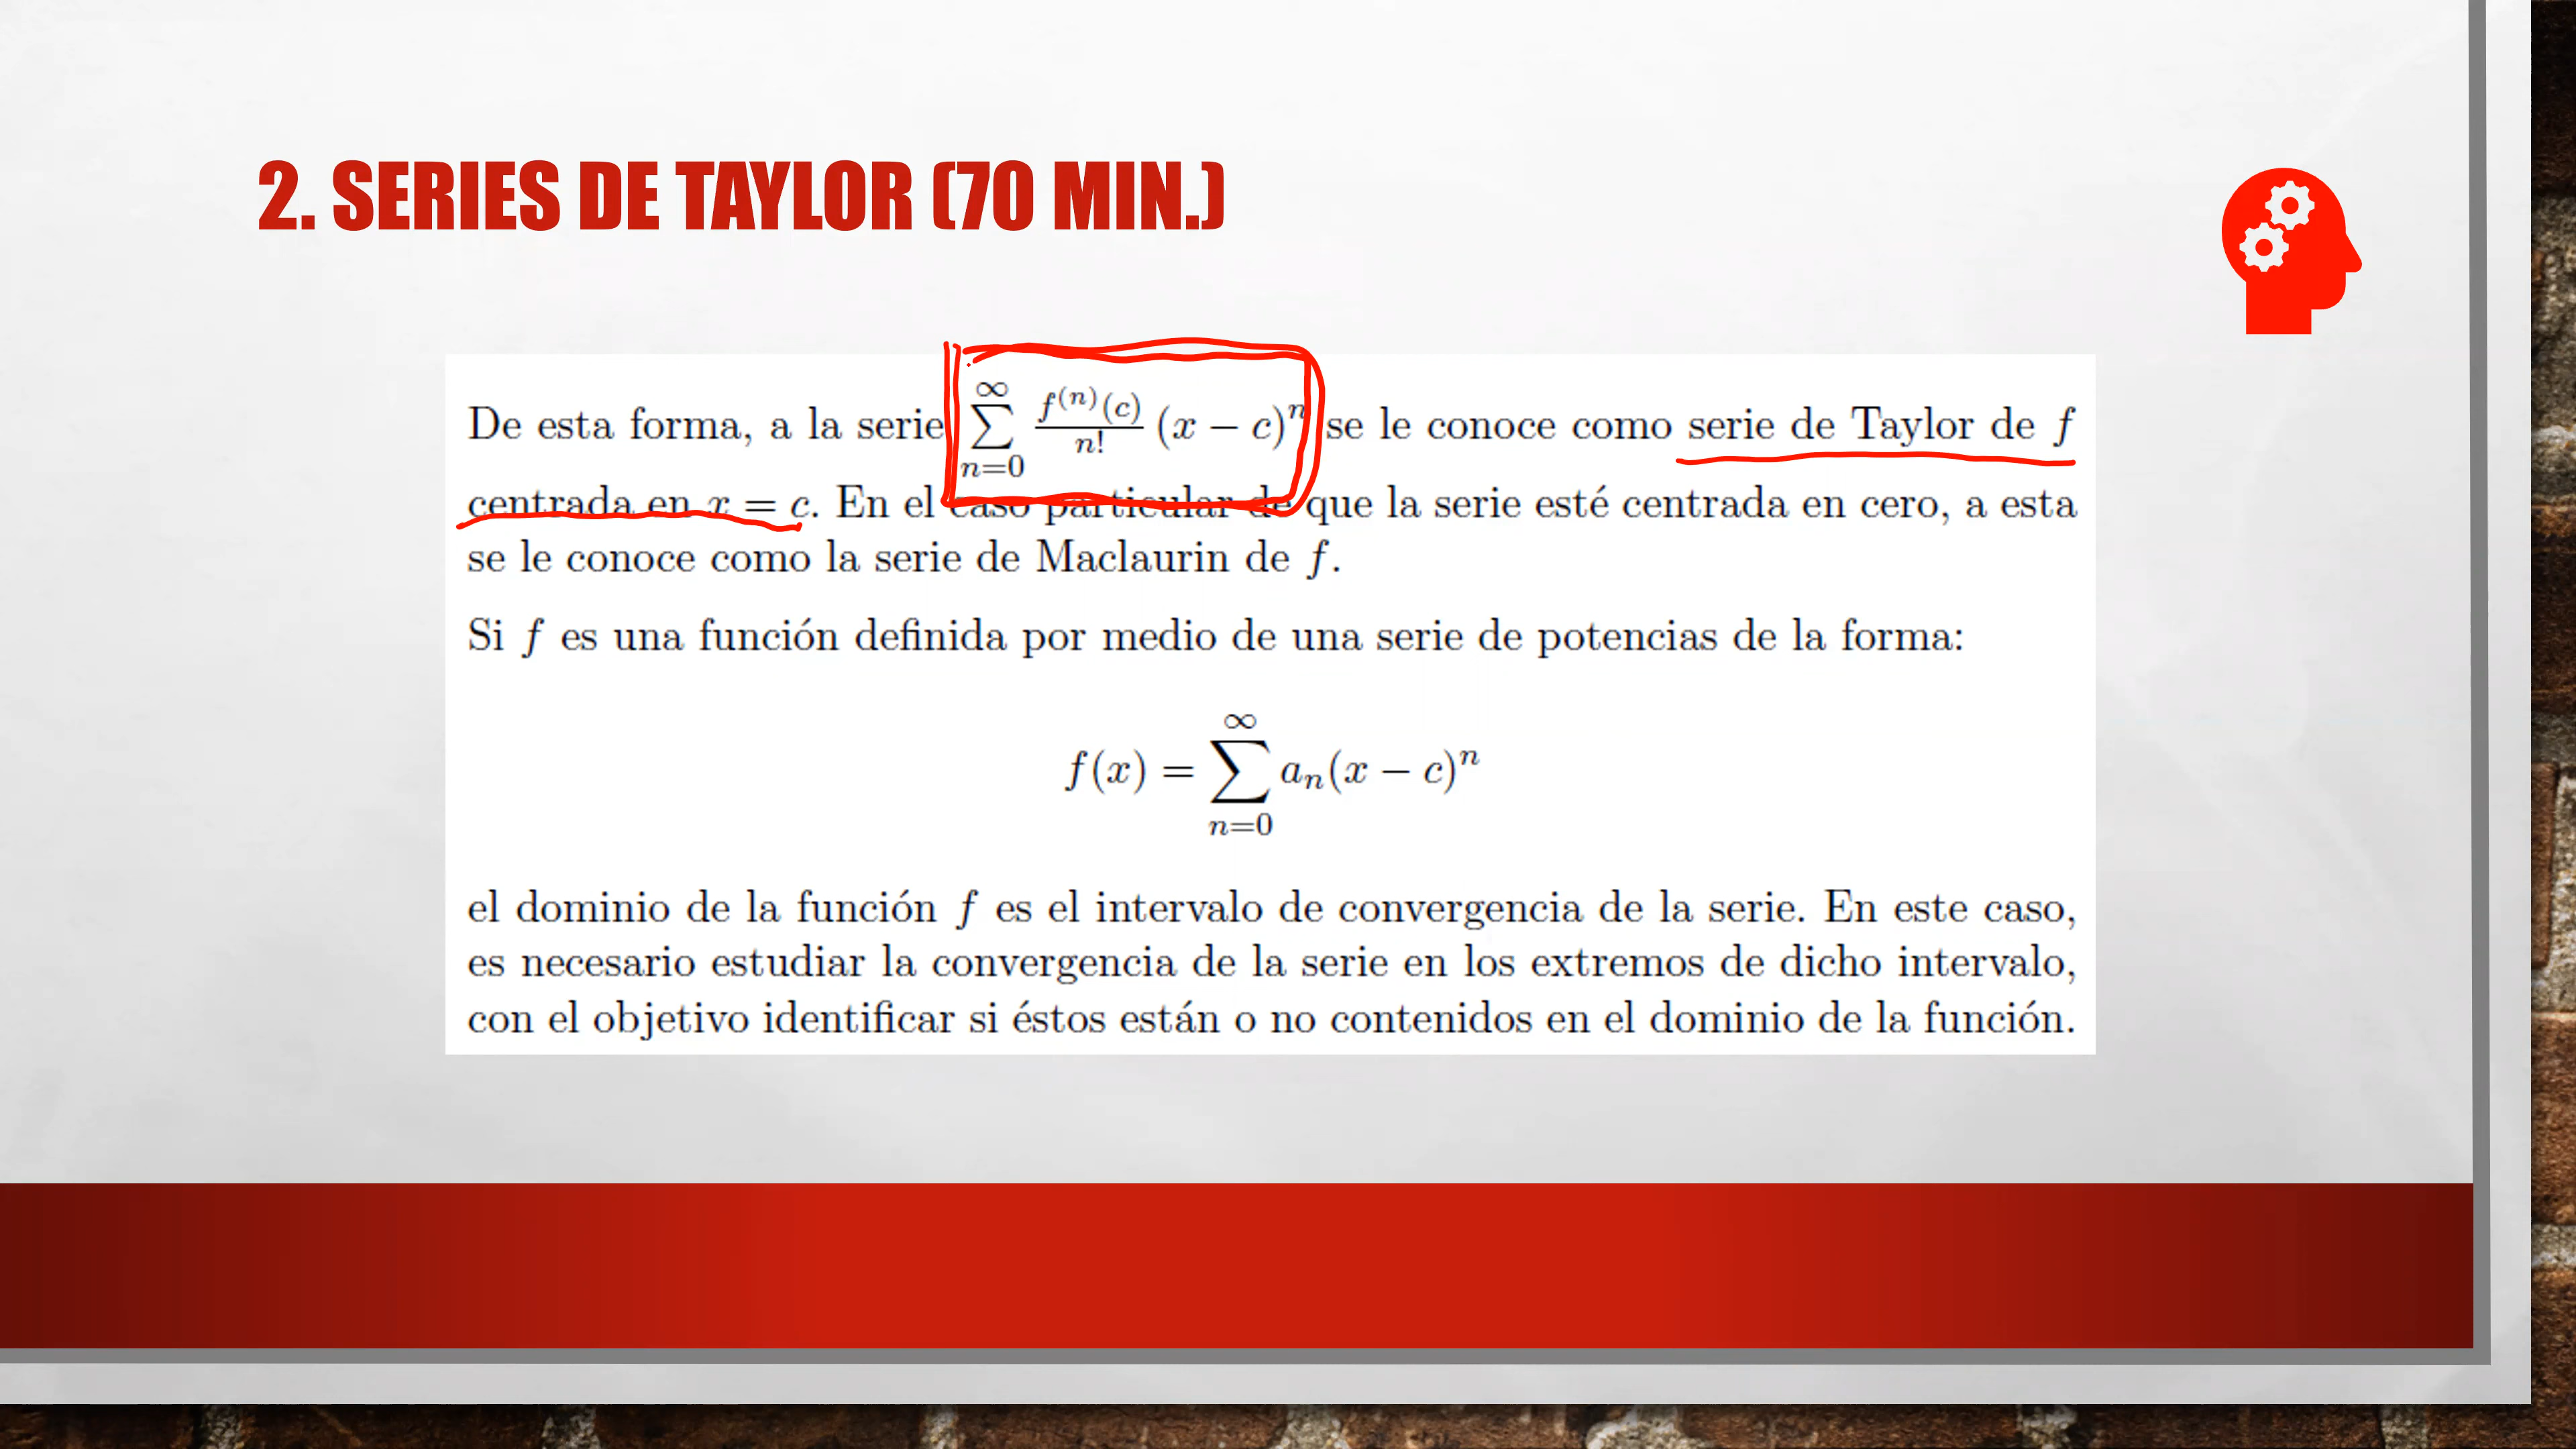 2. SERIES DE TAYLOR (70 MIN.)
De esta forma, a la serie $\sum_{n=0}^{\infty} \frac{f^{(n)}(c)}{n!} (x - c)^n$ se le conoce como serie de Taylor de f
centrada en x = c. En el caso particular de que la serie esté centrada en cero, a esta
se le conoce como la serie de Maclaurin de f.
Si f es una función definida por medio de una serie de potencias de la forma:
$f(x) = \sum_{n=0}^{\infty} a_n(x - c)^n$
el dominio de la función f es el intervalo de convergencia de la serie. En este caso,
es necesario estudiar la convergencia de la serie en los extremos de dicho intervalo,
con el objetivo identificar si éstos están o no contenidos en el dominio de la función.